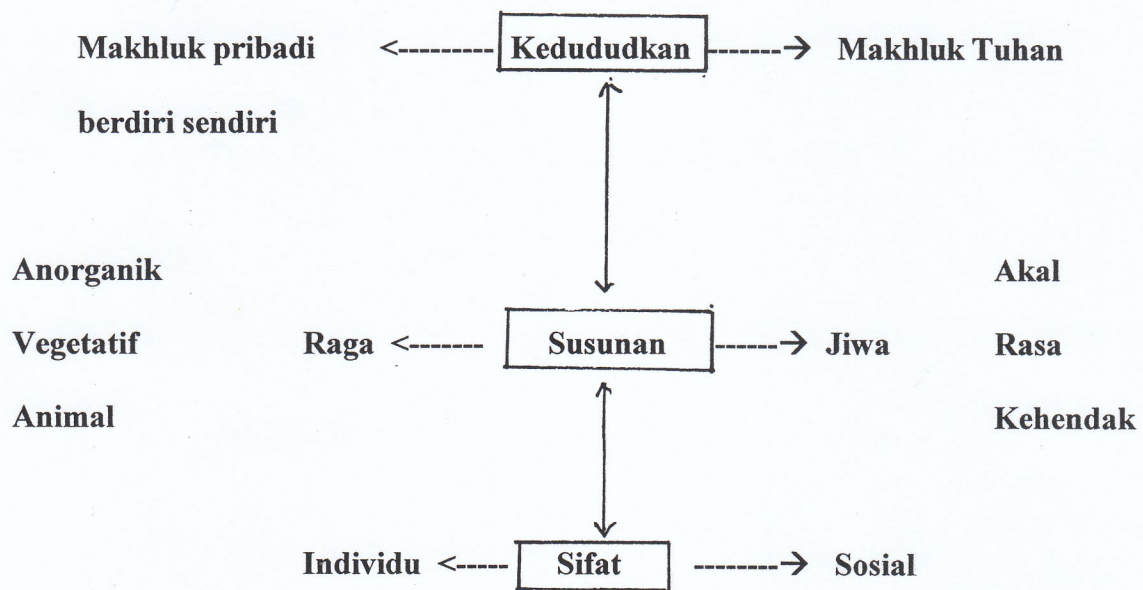 Makhluk pribadi <------- Kedududkan -------→ Makhluk Tuhan
berdiri sendiri
Anorganik Akal
Vegetatif Raga <------- Susunan -------→ Jiwa Rasa
Animal Kehendak
Individu <----- Sifat --------→ Sosial